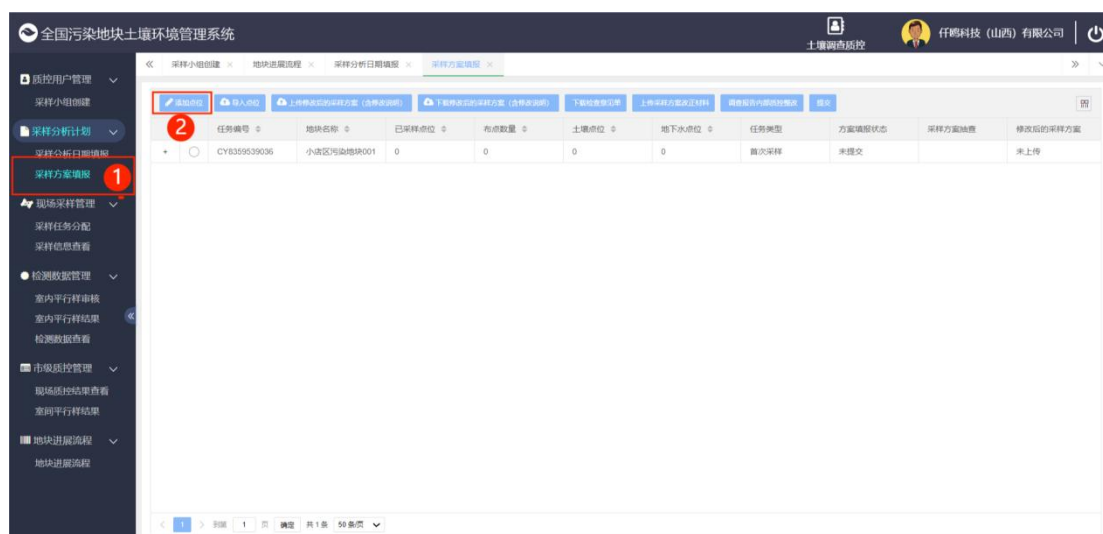 全国污染地块土壤环境管理系统
土壤调查质控
仟鸣科技（山西）有限公司
采样小组创建 × 地块进展流程 × 采样分析日期填报 × 采样方案填报 ×
质控用户管理
采样小组创建
采样分析计划
采样分析日期填报
采样方案填报
1
现场采样管理
采样任务分配
采样信息查看
检测数据管理
室内平行样审核
室内平行样结果
检测数据查看
市级质控管理
现场质控结果查看
室间平行样结果
地块进展流程
地块进展流程
添加点位 导入点位 上传修改后的采样方案（含修改说明） 下载修改后的采样方案（含修改说明） 下载检查意见单 上传采样方案改正材料 调查报告内部质控整改 提交
2
任务编号 地块名称 已采样点位 布点数量 土壤点位 地下水点位 任务类型 方案填报状态 采样方案抽查 修改后的采样方案
+ CY8359539036 小店区污染地块001 0 0 0 0 首次采样 未提交 未上传
< 1 > 到第 1 页 确定 共 1 条 50 条/页